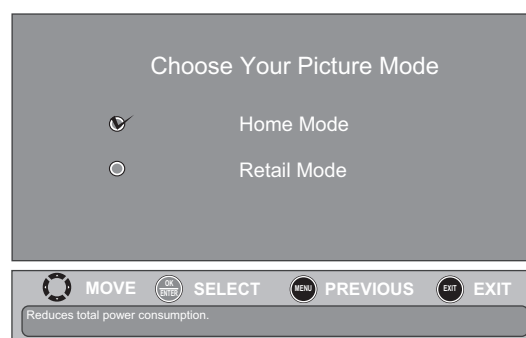 Choose Your Picture Mode
Home Mode
Retail Mode
MOVE OK ENTER SELECT MENU PREVIOUS EXIT EXIT
Reduces total power consumption.